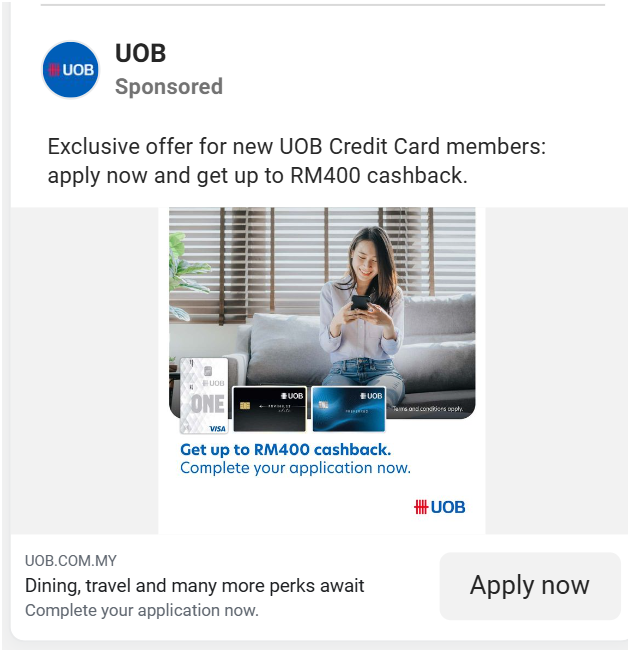 UOB
UOB
Sponsored
Exclusive offer for new UOB Credit Card members:
apply now and get up to RM400 cashback.
UOB
ONE
VISA
UOB
UOB
Terms and conditions apply.
Get up to RM400 cashback.
Complete your application now.
UOB
UOB.COM.MY
Dining, travel and many more perks await
Complete your application now.
Apply now